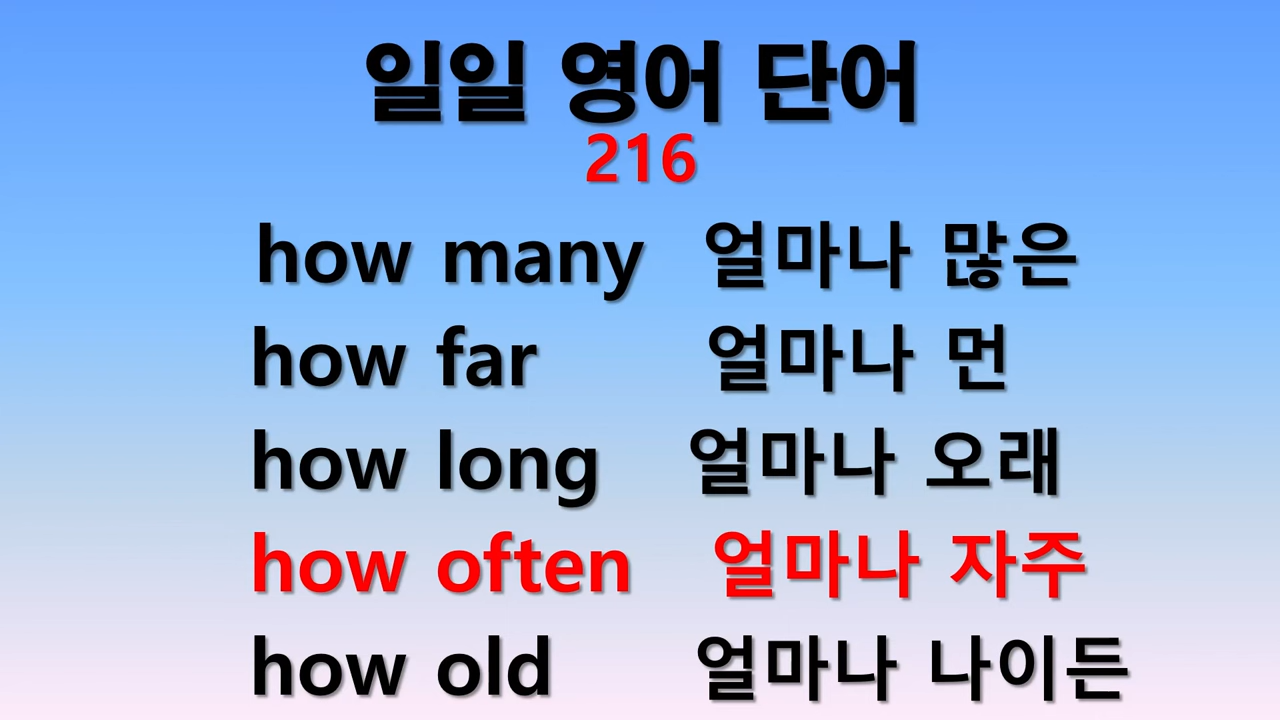 일일 영어 단어
216
how many 얼마나 많은
how far 얼마나 먼
how long 얼마나 오래
how often 얼마나 자주
how old 얼마나 나이든